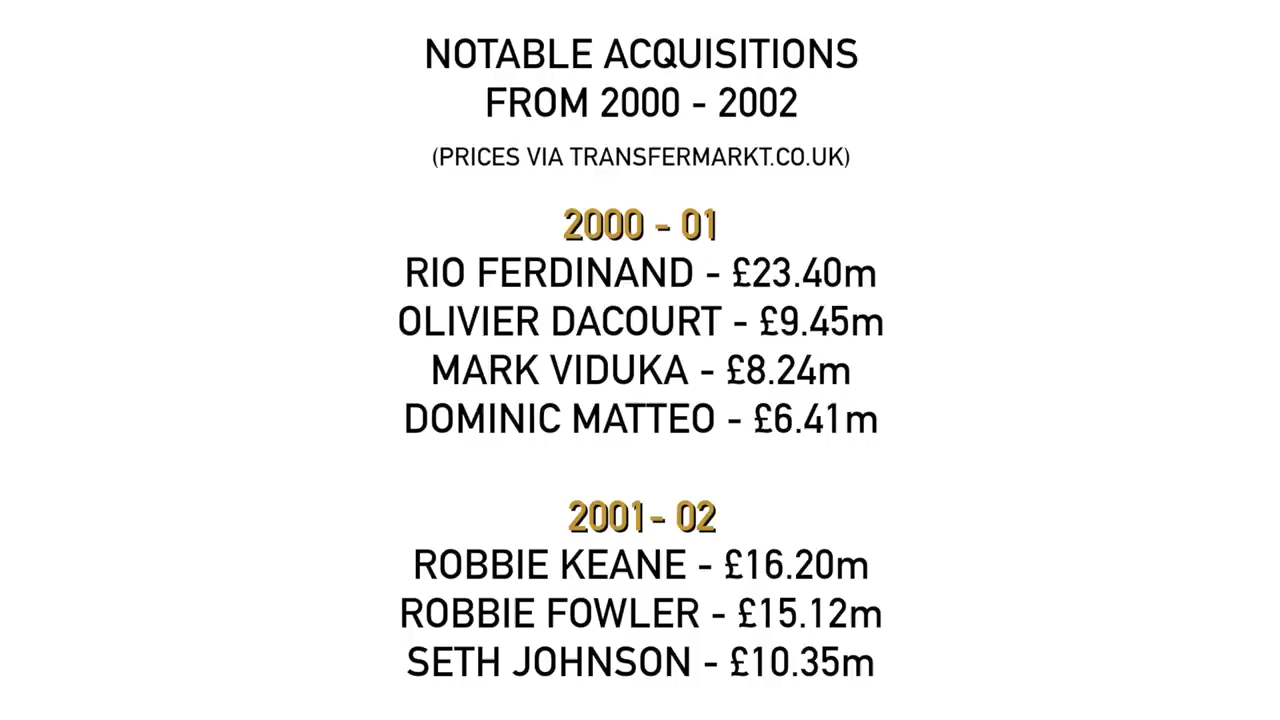 NOTABLE ACQUISITIONS
FROM 2000 - 2002
(PRICES VIA TRANSFERMARKT.CO.UK)
2000 - 01
RIO FERDINAND - £23.40m
OLIVIER DACOURT - £9.45m
MARK VIDUKA - £8.24m
DOMINIC MATTEO - £6.41m
2001- 02
ROBBIE KEANE - £16.20m
ROBBIE FOWLER - £15.12m
SETH JOHNSON - £10.35m